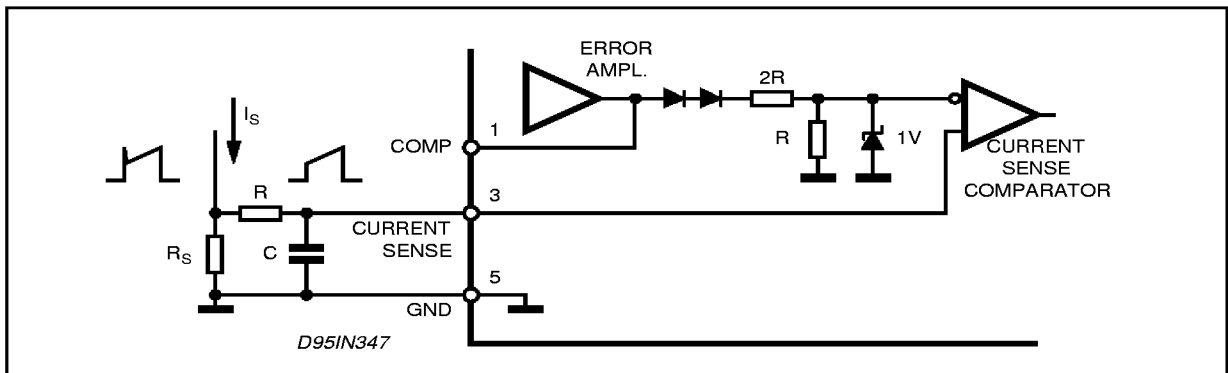 ERROR
AMPL.
2R
I_S
1
COMP
R
1V
CURRENT
SENSE
COMPARATOR
R
3
CURRENT
SENSE
R_S
C
5
GND
D95IN347